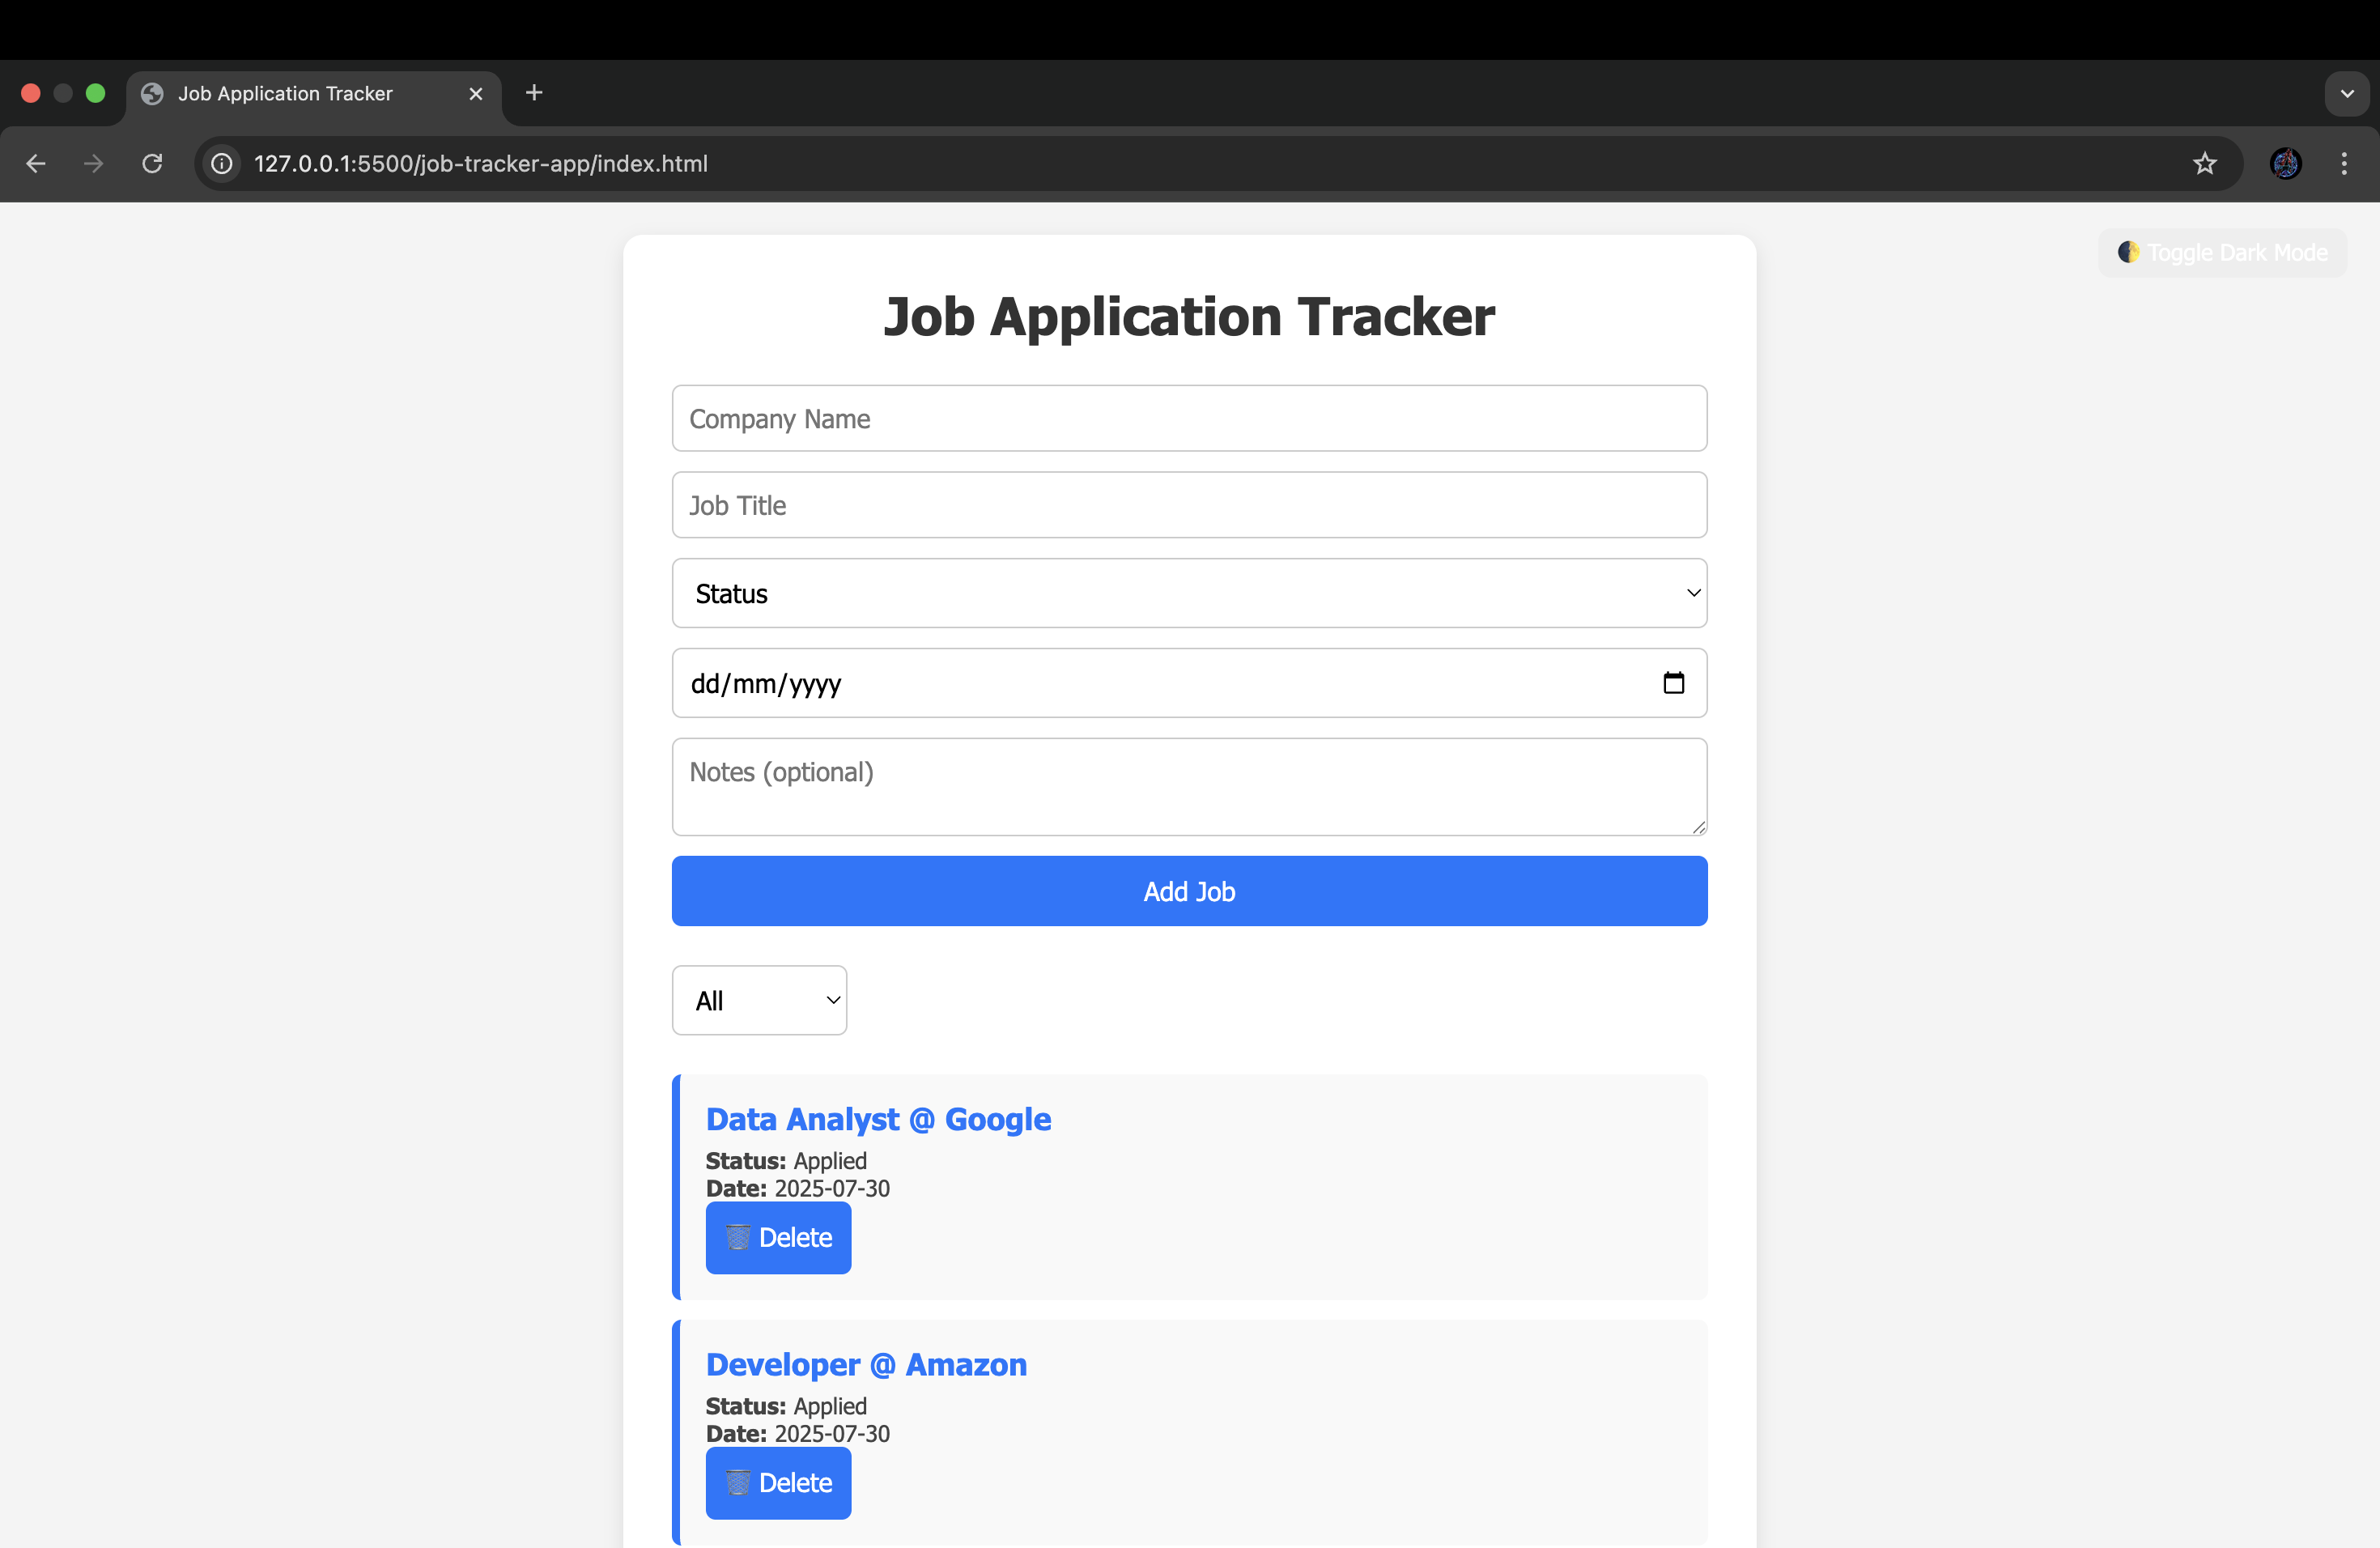 Job Application Tracker
127.0.0.1:5500/job-tracker-app/index.html
Toggle Dark Mode
Job Application Tracker
Company Name
Job Title
Status
dd/mm/yyyy
Notes (optional)
Add Job
All
Data Analyst @ Google
Status: Applied
Date: 2025-07-30
Delete
Developer @ Amazon
Status: Applied
Date: 2025-07-30
Delete